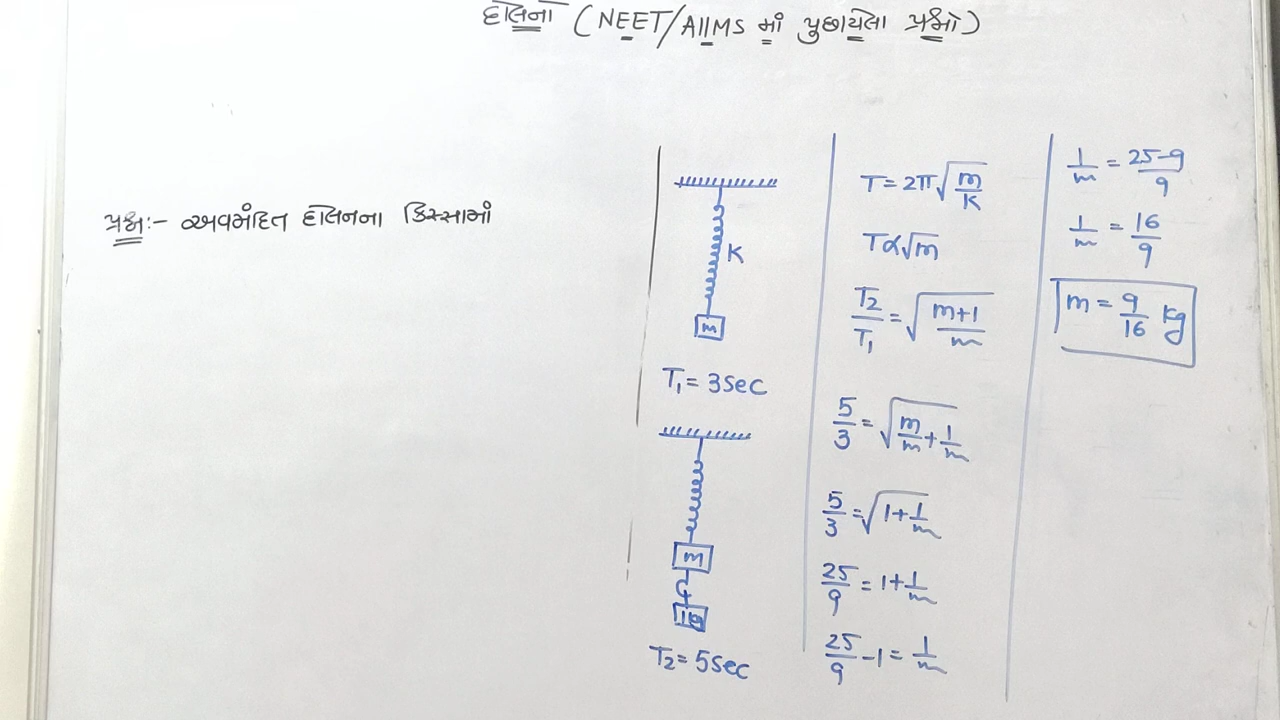 દોલનો (NEET/AIIMS માં પુછાયેલા પ્રશ્નો)
પ્રશ્ન:- અવમંદિત દોલનના કિસ્સામાં
K
m
T₁ = 3sec
m
T₂ = 5sec
T = 2π√(m/K)
T α √m
T₂/T₁ = √((m+1)/m)
5/3 = √(m/m + 1/m)
5/3 = √(1 + 1/m)
25/9 = 1 + 1/m
25/9 - 1 = 1/m
1/m = (25-9)/9
1/m = 16/9
m = 9/16 kg